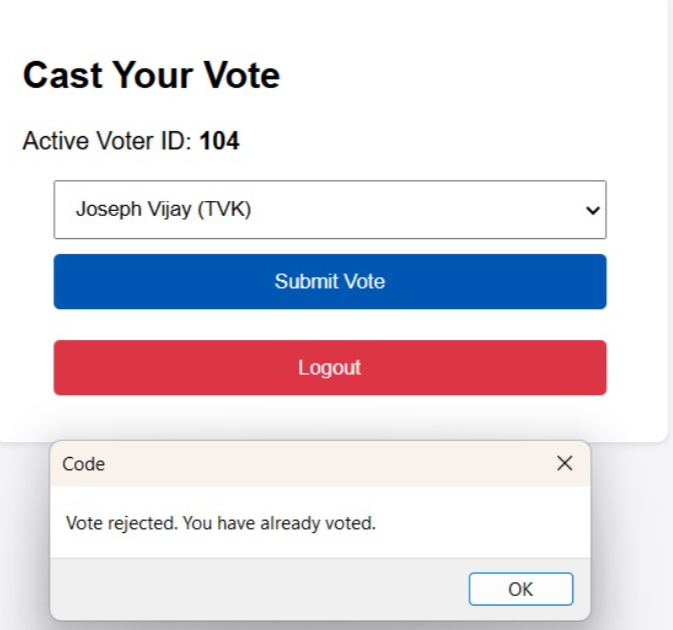 Cast Your Vote
Active Voter ID: 104
Joseph Vijay (TVK)
Submit Vote
Logout
Code
Vote rejected. You have already voted.
OK